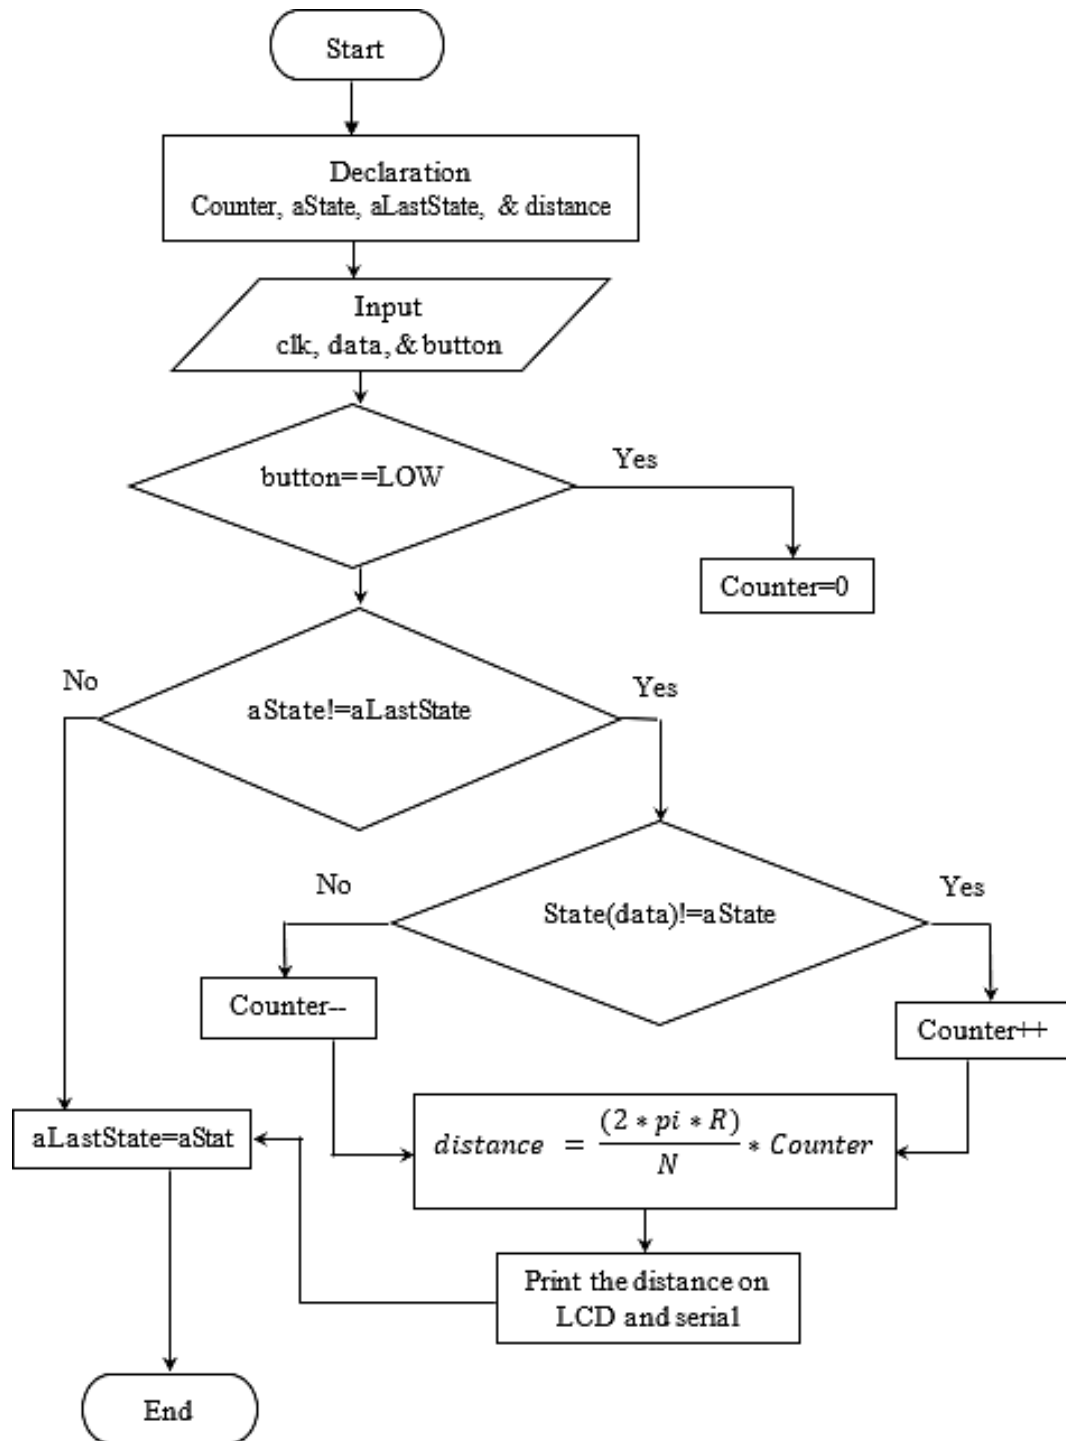 Start
Declaration
Counter, aState, aLastState, & distance
Input
clk, data, & button
button==LOW
Yes
Counter=0
No
aState!=aLastState
Yes
No
State(data)!=aState
Yes
Counter--
Counter++
aLastState=aStat
distance = (2 * pi * R) / N * Counter
Print the distance on
LCD and serial
End